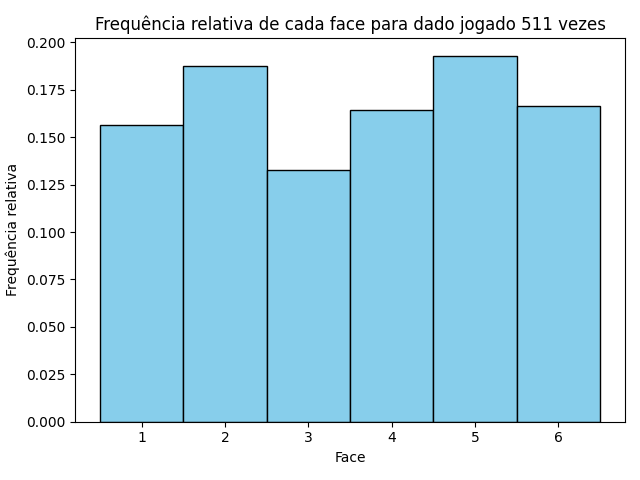 Frequência relativa de cada face para dado jogado 511 vezes
0.200
0.175
0.150
0.125
0.100
0.075
0.050
0.025
0.000
Frequência relativa
1 2 3 4 5 6
Face